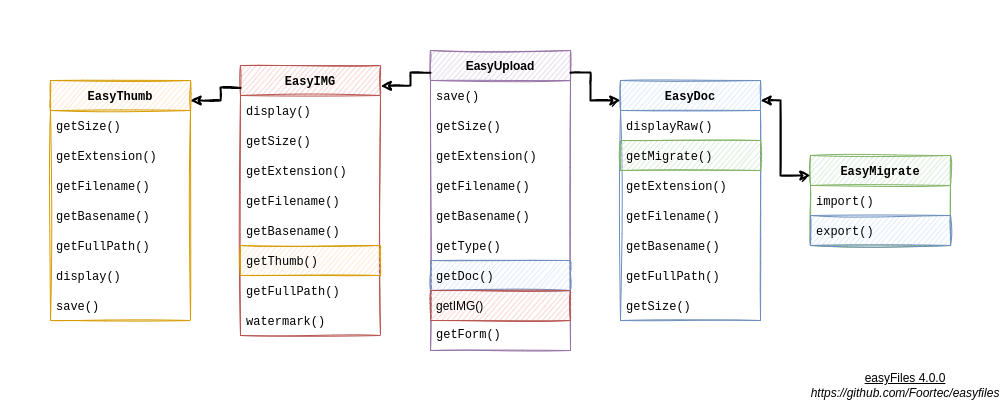 EasyThumb
getSize()
getExtension()
getFilename()
getBasename()
getFullPath()
display()
save()
EasyIMG
display()
getSize()
getExtension()
getFilename()
getBasename()
getThumb()
getFullPath()
watermark()
EasyUpload
save()
getSize()
getExtension()
getFilename()
getBasename()
getType()
getDoc()
getIMG()
getForm()
EasyDoc
displayRaw()
getMigrate()
getExtension()
getFilename()
getBasename()
getFullPath()
getSize()
EasyMigrate
import()
export()
easyFiles 4.0.0
https://github.com/Foortec/easyfiles